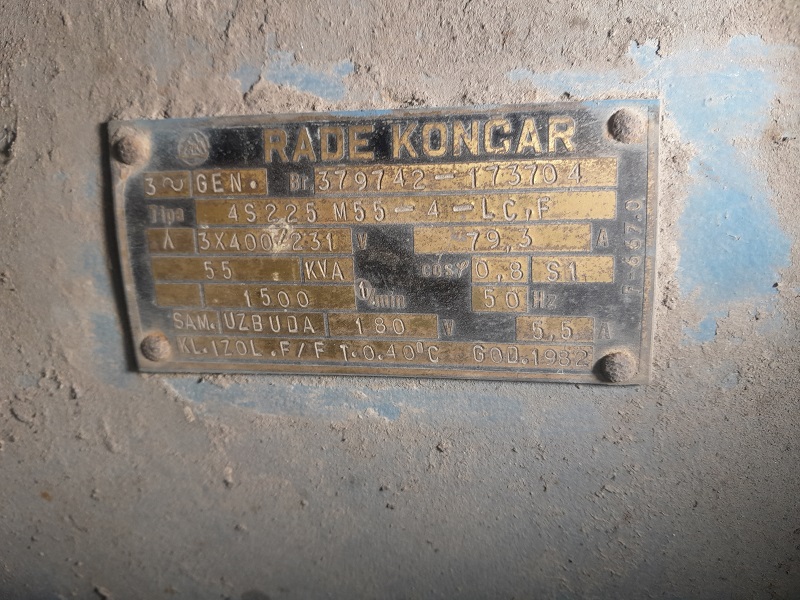 RADE KONČAR
3 ~ GEN. Br. 379742-173704
Tipa 4S225 M55-4-LC,F
⅄ 3X400/231 V 79,3 A
55 KVA cosφ 0,8 S1
1500 1/min 50 Hz
SAM. UZBUDA 180 V 5,5 A
KL.IZOL.F/F T.0.40°C GOD.1982
F-667.0